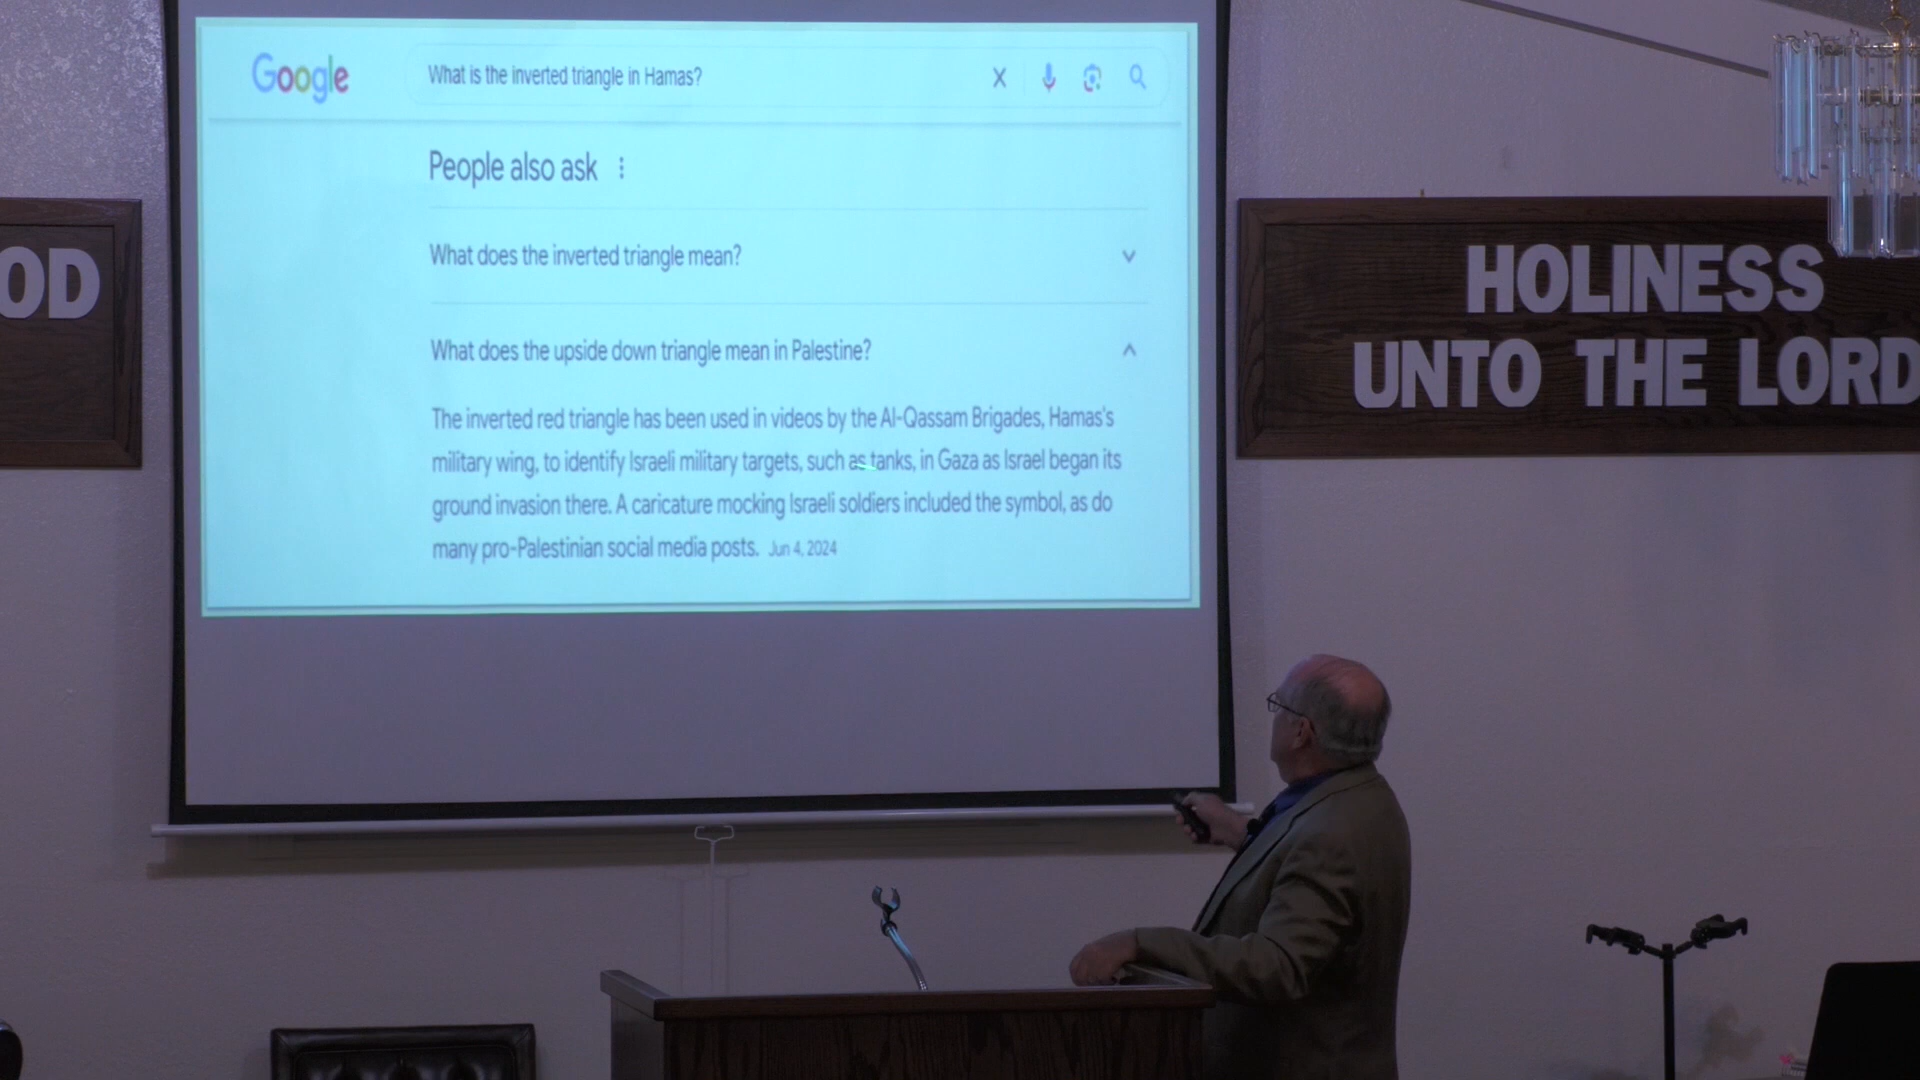 Google
What is the inverted triangle in Hamas?
People also ask
What does the inverted triangle mean?
What does the upside down triangle mean in Palestine?
The inverted red triangle has been used in videos by the Al-Qassam Brigades, Hamas's
military wing, to identify Israeli military targets, such as tanks, in Gaza as Israel began its
ground invasion there. A caricature mocking Israeli soldiers included the symbol, as do
many pro-Palestinian social media posts. Jun 4, 2024
OD
HOLINESS
UNTO THE LORD